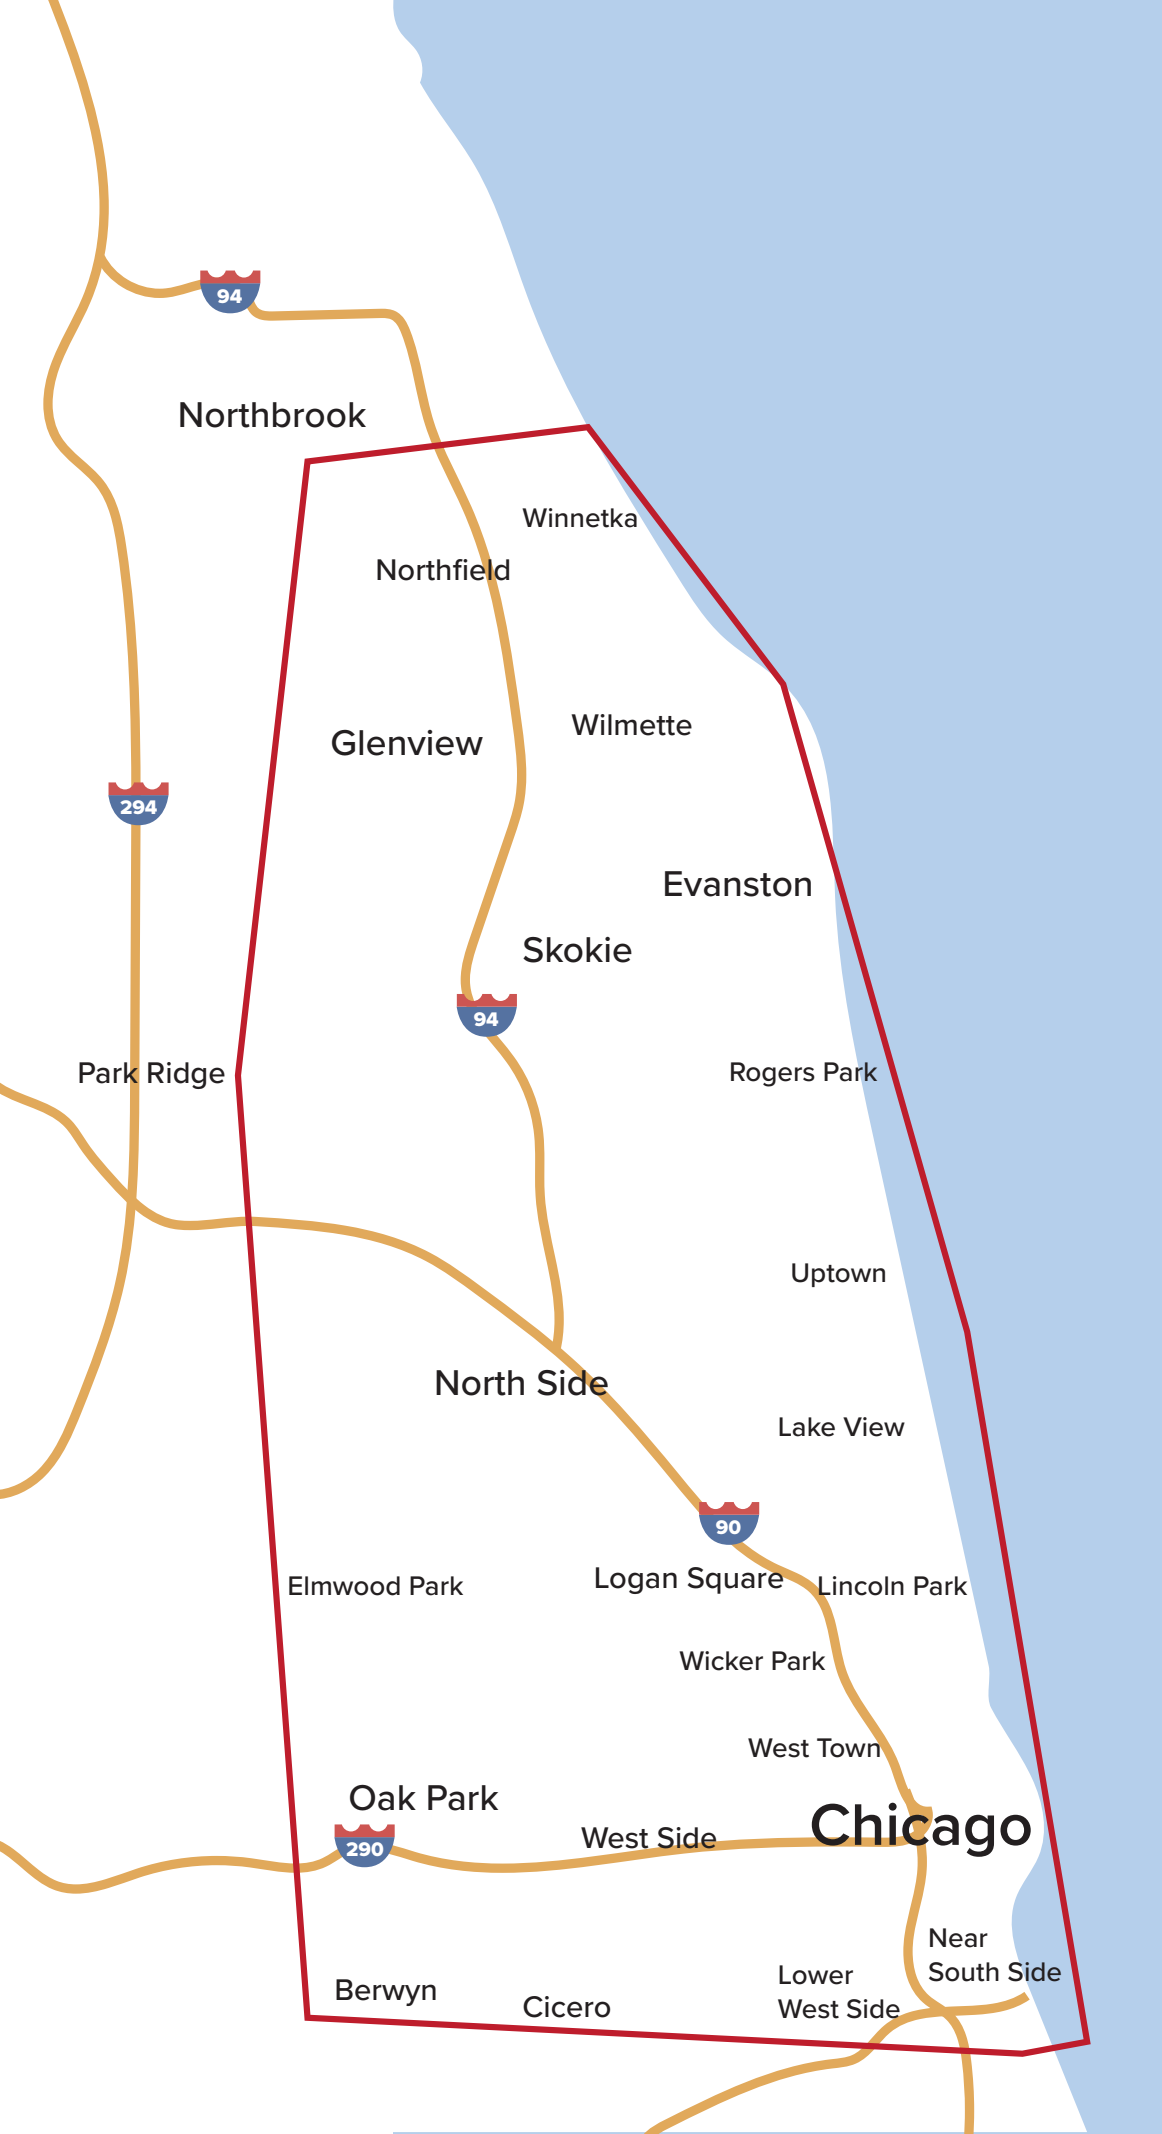 94
Northbrook
Winnetka
Northfield
Wilmette
Glenview
294
Evanston
Skokie
94
Park Ridge
Rogers Park
Uptown
North Side
Lake View
90
Logan Square
Lincoln Park
Elmwood Park
Wicker Park
West Town
Oak Park
Chicago
West Side
290
Near
South Side
Lower
West Side
Berwyn
Cicero